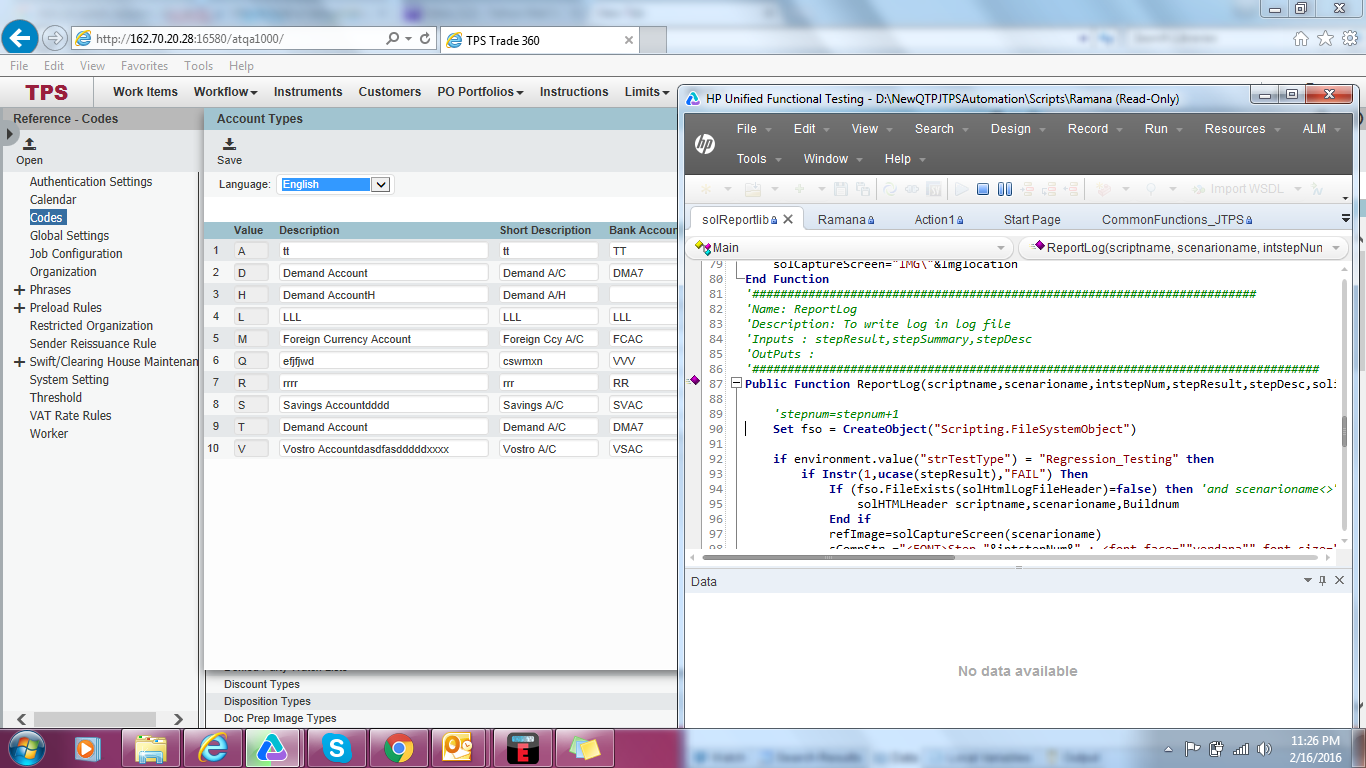 http://162.70.20.28:16580/atqa1000/
TPS Trade 360
File Edit View Favorites Tools Help
TPS
Work Items Workflow Instruments Customers PO Portfolios Instructions Limits
Reference - Codes
Open
Authentication Settings
Calendar
Codes
Global Settings
Job Configuration
Organization
Phrases
Preload Rules
Restricted Organization
Sender Reissuance Rule
Swift/Clearing House Maintenan
System Setting
Threshold
VAT Rate Rules
Worker
Account Types
Save
Language: English
Value Description Short Description Bank Accour
1 A tt tt TT
2 D Demand Account Demand A/C DMA7
3 H Demand AccountH Demand A/H
4 L LLL LLL LLL
5 M Foreign Currency Account Foreign Ccy A/C FCAC
6 Q efjfjwd cswmxn VVV
7 R rrrr rrr RR
8 S Savings Accountdddd Savings A/C SVAC
9 T Demand Account Demand A/C DMA7
10 V Vostro Accountdasdfasdddddxxxx Vostro A/C VSAC
Discount Types
Disposition Types
Doc Prep Image Types
HP Unified Functional Testing - D:\NewQTPJTPSAutomation\Scripts\Ramana (Read-Only)
hp
File Edit View Search Design Record Run Resources ALM
Tools Window Help
Import WSDL
solReportlib Ramana Action1 Start Page CommonFunctions_JTPS
Main ReportLog(scriptname, scenarioname, intstepNun
79 solCaptureScreen="IMG\"&Imglocation
80 End Function
81 '########################################################################
82 'Name: ReportLog
83 'Description: To write log in log file
84 'Inputs : stepResult,stepSummary,stepDesc
85 'OutPuts :
86 '#################################################################################
87 Public Function ReportLog(scriptname,scenarioname,intstepNum,stepResult,stepDesc,sol
88
89 'stepnum=stepnum+1
90 Set fso = CreateObject("Scripting.FileSystemObject")
91
92 if environment.value("strTestType") = "Regression_Testing" then
93 if Instr(1,ucase(stepResult),"FAIL") Then
94 If (fso.FileExists(solHtmlLogFileHeader)=false) then 'and scenarioname<>"
95 solHTMLHeader scriptname,scenarioname,Buildnum
96 End if
97 refImage=solCaptureScreen(scenarioname)
98
Data
No data available
11:26 PM
2/16/2016